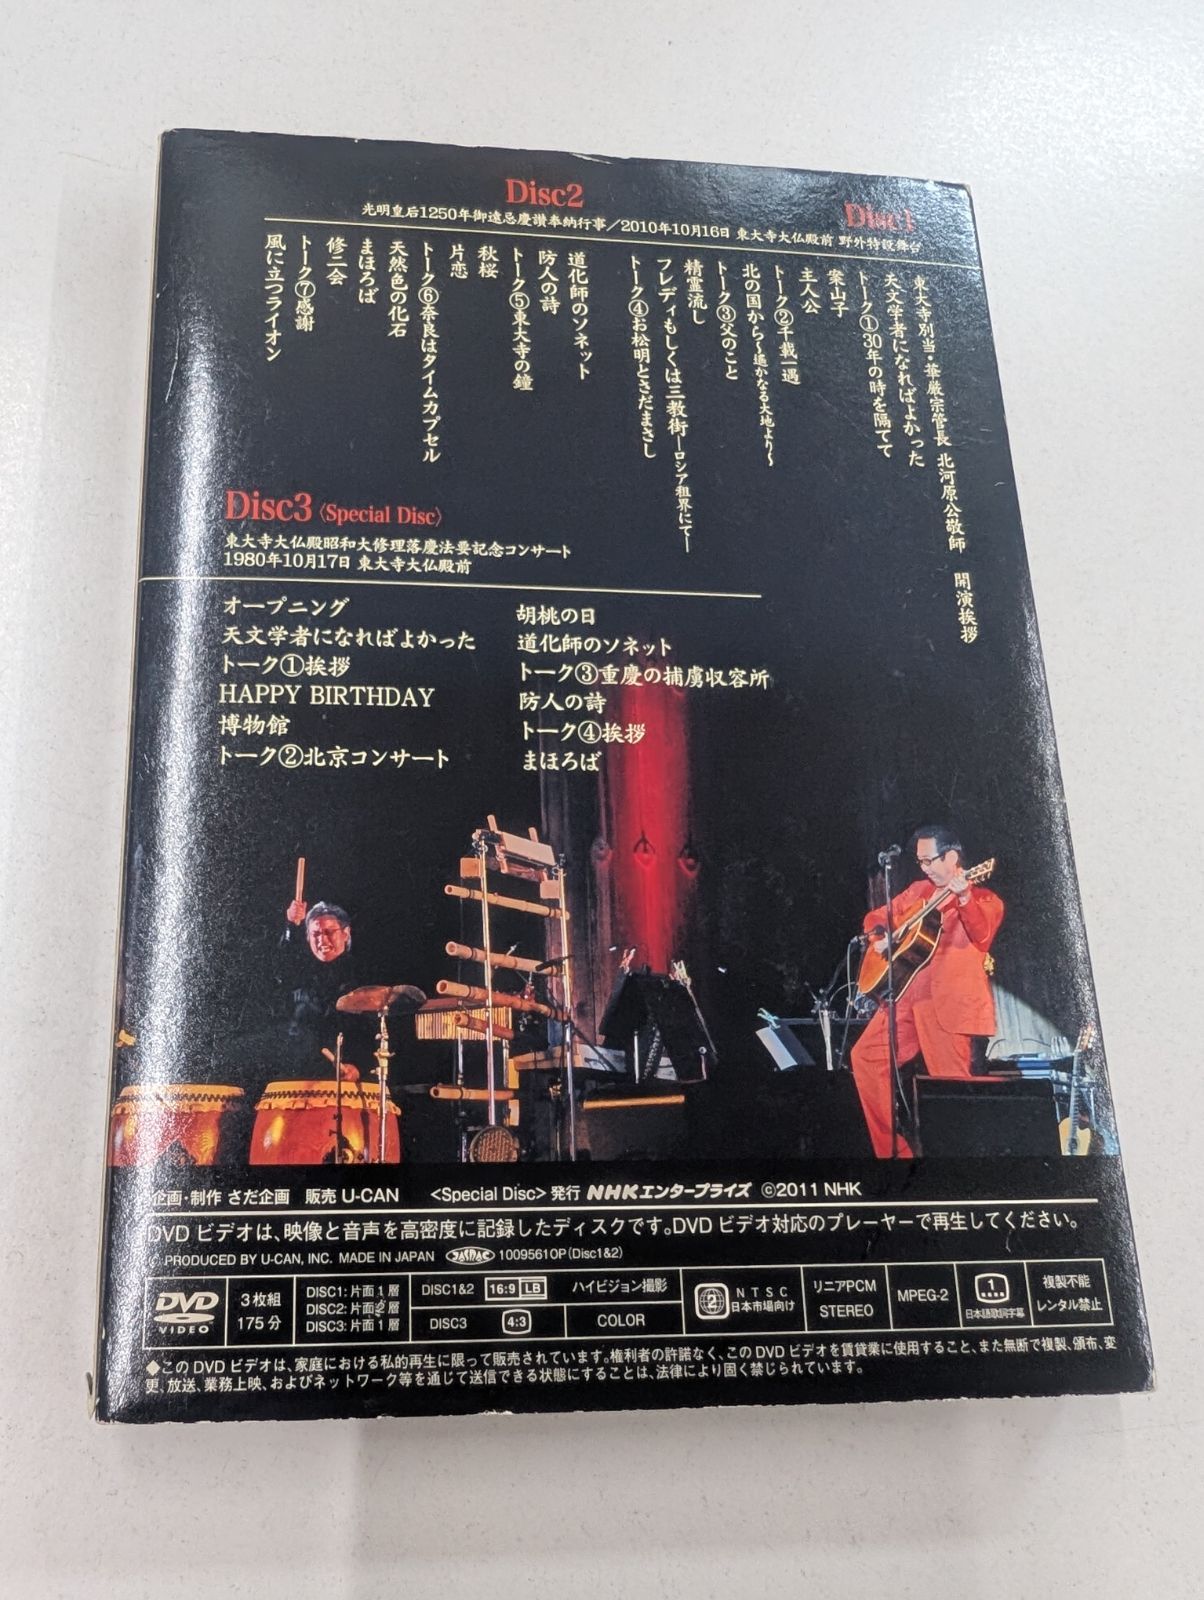 Disc1
Disc2
光明皇后1250年御遠忌慶讃奉納行事／2010年10月16日 東大寺大仏殿前 野外特設舞台
東大寺別当・華厳宗管長 北河原公敬師 開演挨拶
天文学者になればよかった
トーク①30年の時を隔てて
案山子
主人公
トーク②千載一遇
北の国から～遙かなる大地より～
トーク③父のこと
精霊流し
フレディもしくは三教街―ロシア租界にて―
トーク④お松明とさだまさし
道化師のソネット
防人の詩
トーク⑤東大寺の鐘
秋桜
片恋
トーク⑥奈良はタイムカプセル
天然色の化石
まほろば
修二会
トーク⑦感謝
風に立つライオン
Disc3〈Special Disc〉
東大寺大仏殿昭和大修理落慶法要記念コンサート
1980年10月17日 東大寺大仏殿前
オープニング
天文学者になればよかった
トーク①挨拶
HAPPY BIRTHDAY
博物館
トーク②北京コンサート
胡桃の日
道化師のソネット
トーク③重慶の捕虜収容所
防人の詩
トーク④挨拶
まほろば
企画・制作 さだ企画 販売 U-CAN <Special Disc>発行 NHKエンタープライズ ©2011 NHK
DVDビデオは、映像と音声を高密度に記録したディスクです。DVDビデオ対応のプレーヤーで再生してください。
PRODUCED BY U-CAN, INC. MADE IN JAPAN JASRAC 10095610P(Disc1&2)
DVD VIDEO
3枚組
175分
DISC1:片面1層
DISC2:片面2層
DISC3:片面1層
DISC1&2 16:9 LB ハイビジョン撮影
DISC3 4:3 COLOR
2 NTSC 日本市場向け
リニアPCM
STEREO
MPEG-2
1
日本語歌詞字幕
複製不能
レンタル禁止
◆このDVDビデオは、家庭における私的再生に限って販売されています。権利者の許諾なく、このDVDビデオを賃貸業に使用すること、また無断で複製、頒布、変
更、放送、業務上映、およびネットワーク等を通じて送信できる状態にすることは、法律により固く禁じられています。